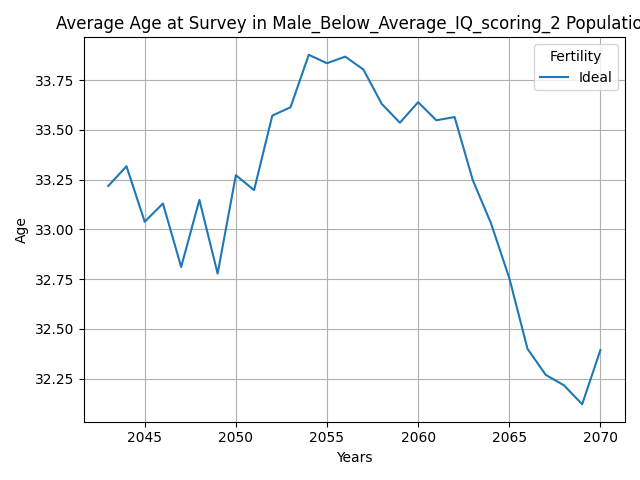 Average Age at Survey in Male_Below_Average_IQ_scoring_2 Populatio
Fertility
Ideal
33.75
33.50
33.25
33.00
32.75
32.50
32.25
Age
2045 2050 2055 2060 2065 2070
Years